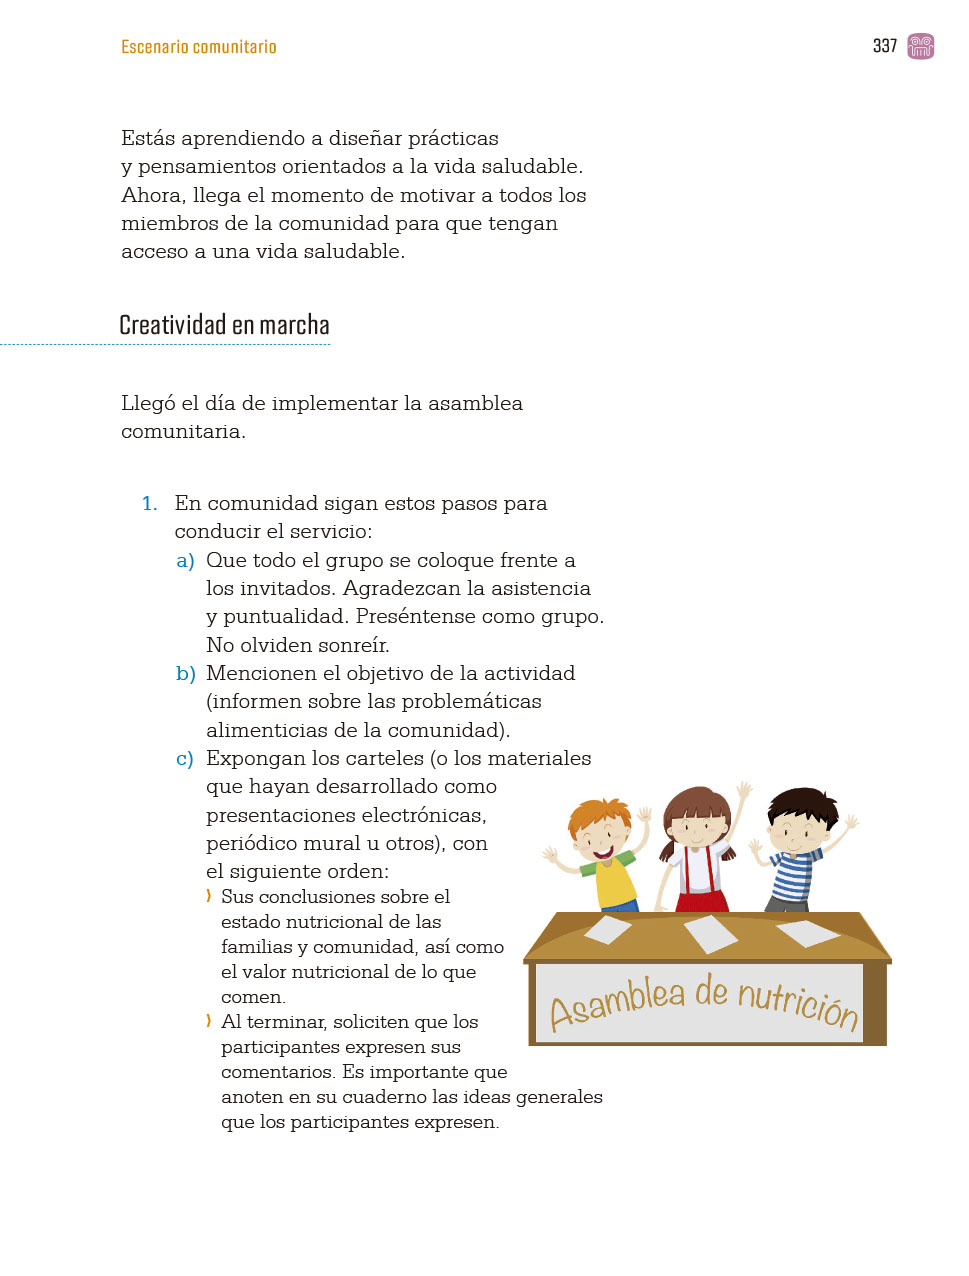 Escenario comunitario
337
Estás aprendiendo a diseñar prácticas
y pensamientos orientados a la vida saludable.
Ahora, llega el momento de motivar a todos los
miembros de la comunidad para que tengan
acceso a una vida saludable.
Creatividad en marcha
Llegó el día de implementar la asamblea
comunitaria.
1. En comunidad sigan estos pasos para
conducir el servicio:
a) Que todo el grupo se coloque frente a
los invitados. Agradezcan la asistencia
y puntualidad. Preséntense como grupo.
No olviden sonreír.
b) Mencionen el objetivo de la actividad
(informen sobre las problemáticas
alimenticias de la comunidad).
c) Expongan los carteles (o los materiales
que hayan desarrollado como
presentaciones electrónicas,
periódico mural u otros), con
el siguiente orden:
⟩ Sus conclusiones sobre el
estado nutricional de las
familias y comunidad, así como
el valor nutricional de lo que
comen.
⟩ Al terminar, soliciten que los
participantes expresen sus
comentarios. Es importante que
anoten en su cuaderno las ideas generales
que los participantes expresen.
Asamblea de nutrición